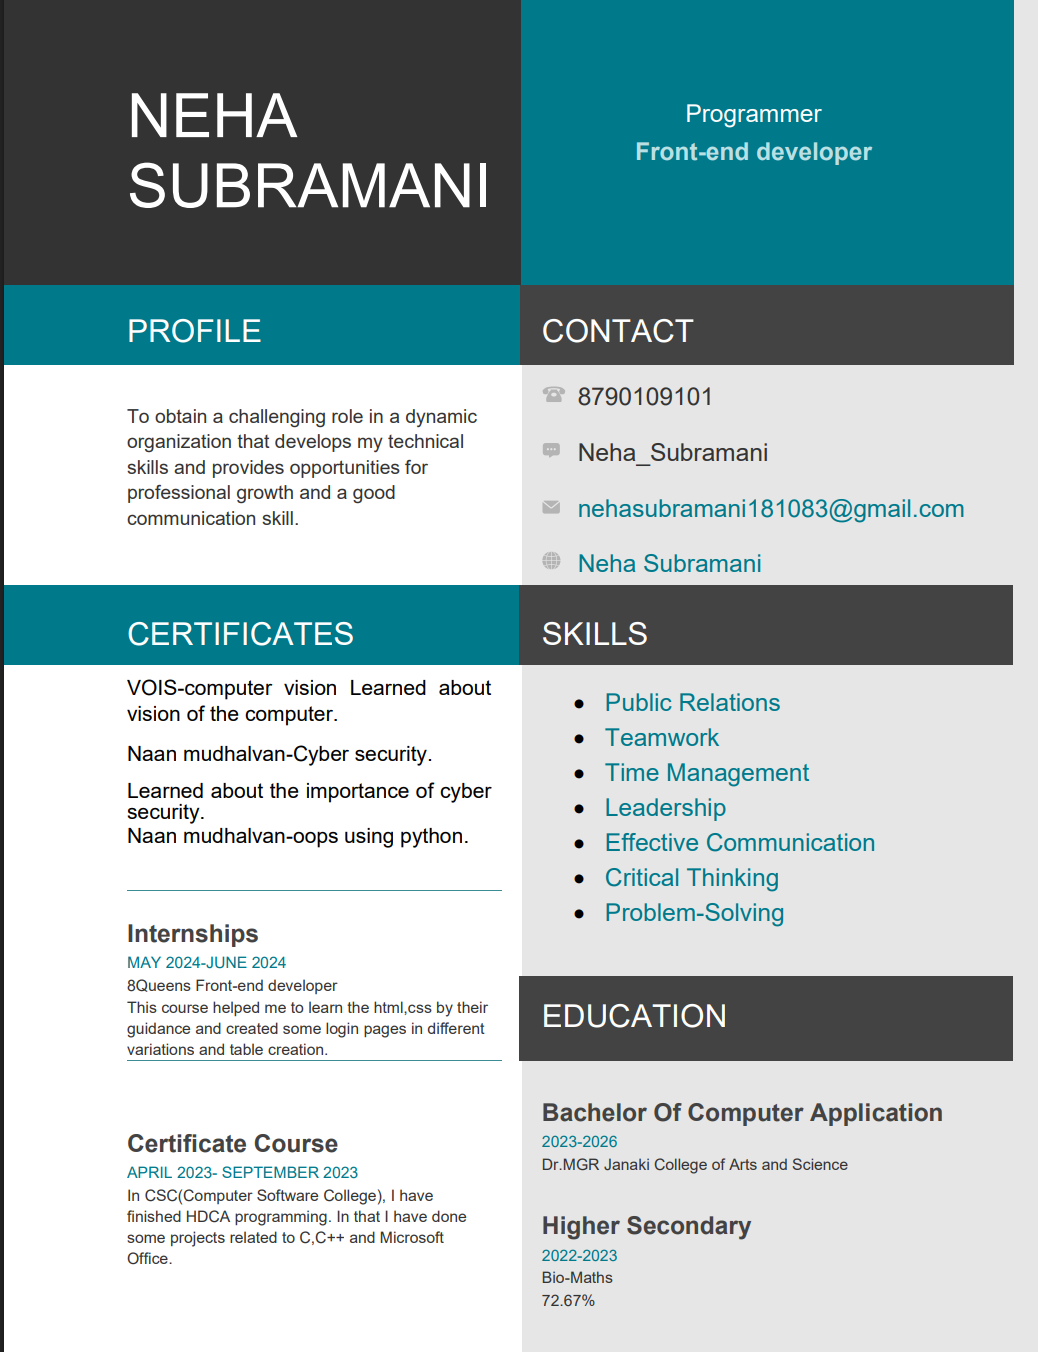 NEHA
SUBRAMANI
Programmer
Front-end developer
PROFILE
To obtain a challenging role in a dynamic
organization that develops my technical
skills and provides opportunities for
professional growth and a good
communication skill.
CONTACT
8790109101
Neha_Subramani
nehasubramani181083@gmail.com
Neha Subramani
CERTIFICATES
VOIS-computer vision Learned about
vision of the computer.
Naan mudhalvan-Cyber security.
Learned about the importance of cyber
security.
Naan mudhalvan-oops using python.
Internships
MAY 2024-JUNE 2024
8Queens Front-end developer
This course helped me to learn the html,css by their
guidance and created some login pages in different
variations and table creation.
Certificate Course
APRIL 2023- SEPTEMBER 2023
In CSC(Computer Software College), I have
finished HDCA programming. In that I have done
some projects related to C,C++ and Microsoft
Office.
SKILLS
• Public Relations
• Teamwork
• Time Management
• Leadership
• Effective Communication
• Critical Thinking
• Problem-Solving
EDUCATION
Bachelor Of Computer Application
2023-2026
Dr.MGR Janaki College of Arts and Science
Higher Secondary
2022-2023
Bio-Maths
72.67%